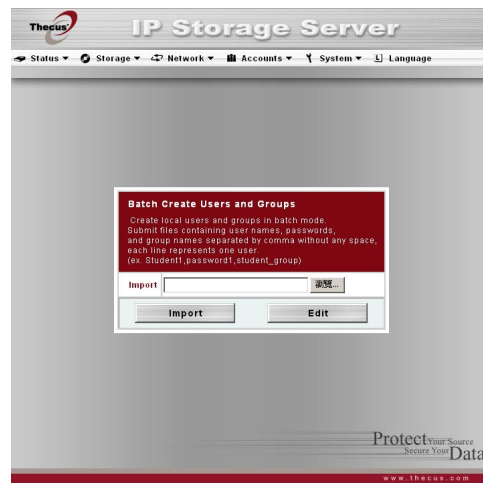 Thecus
IP Storage Server
Status Storage Network Accounts System L Language
Batch Create Users and Groups
Create local users and groups in batch mode.
Submit files containing user names, passwords,
and group names separated by comma without any space,
each line represents one user.
(ex. Student1,password1,student_group)
Import 瀏覽...
Import Edit
Protect Your Source
Secure Your Data
www.thecus.com